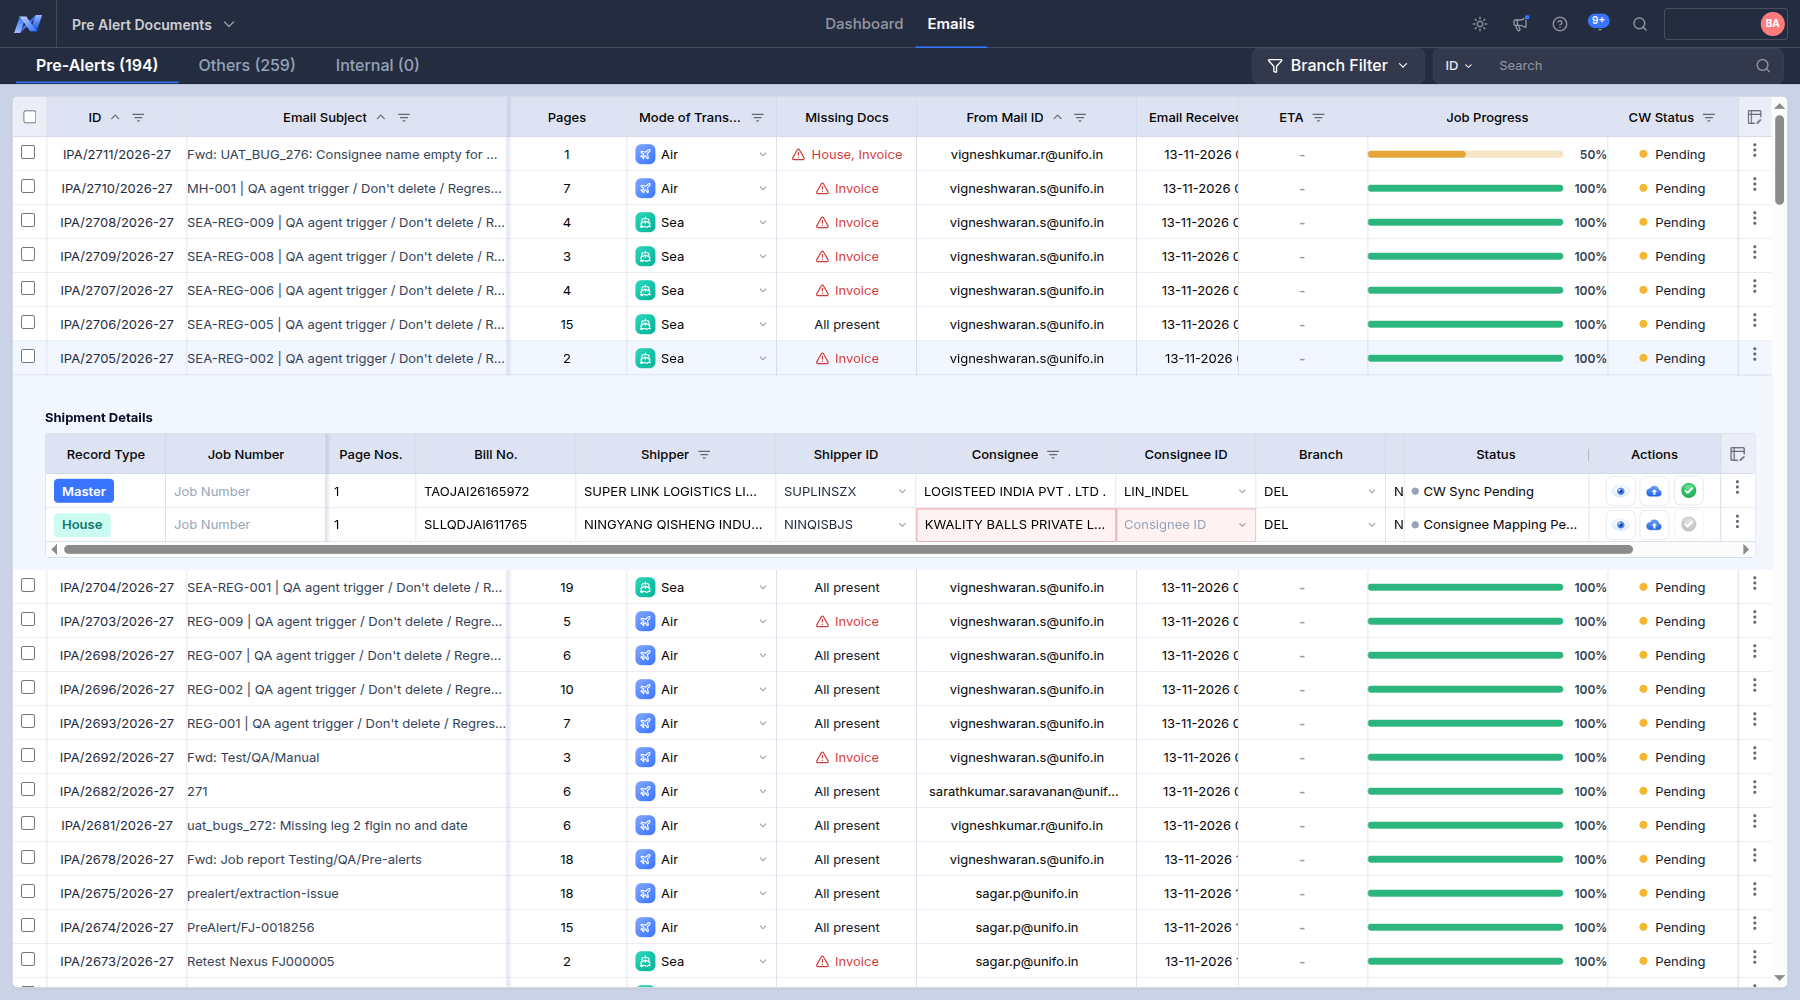 Pre Alert Documents
Dashboard Emails
9+
BA
Pre-Alerts (194) Others (259) Internal (0)
Branch Filter ID Search
ID Email Subject Pages Mode of Trans... Missing Docs From Mail ID Email Received ETA Job Progress CW Status
IPA/2711/2026-27 Fwd: UAT_BUG_276: Consignee name empty for ... 1 Air House, Invoice vigneshkumar.r@unifo.in 13-11-2026 - 50% Pending
IPA/2710/2026-27 MH-001 | QA agent trigger / Don't delete / Regres... 7 Air Invoice vigneshwaran.s@unifo.in 13-11-2026 - 100% Pending
IPA/2708/2026-27 SEA-REG-009 | QA agent trigger / Don't delete / R... 4 Sea Invoice vigneshwaran.s@unifo.in 13-11-2026 - 100% Pending
IPA/2709/2026-27 SEA-REG-008 | QA agent trigger / Don't delete / R... 3 Sea Invoice vigneshwaran.s@unifo.in 13-11-2026 - 100% Pending
IPA/2707/2026-27 SEA-REG-006 | QA agent trigger / Don't delete / R... 4 Sea Invoice vigneshwaran.s@unifo.in 13-11-2026 - 100% Pending
IPA/2706/2026-27 SEA-REG-005 | QA agent trigger / Don't delete / R... 15 Sea All present vigneshwaran.s@unifo.in 13-11-2026 - 100% Pending
IPA/2705/2026-27 SEA-REG-002 | QA agent trigger / Don't delete / R... 2 Sea Invoice vigneshwaran.s@unifo.in 13-11-2026 - 100% Pending
Shipment Details
Record Type Job Number Page Nos. Bill No. Shipper Shipper ID Consignee Consignee ID Branch Status Actions
Master Job Number 1 TAOJAI26165972 SUPER LINK LOGISTICS LI... SUPLINSZX LOGISTEED INDIA PVT . LTD . LIN_INDEL DEL N CW Sync Pending
House Job Number 1 SLLQDJAI611765 NINGYANG QISHENG INDU... NINQISBJS KWALITY BALLS PRIVATE L... Consignee ID DEL N Consignee Mapping Pe...
IPA/2704/2026-27 SEA-REG-001 | QA agent trigger / Don't delete / R... 19 Sea All present vigneshwaran.s@unifo.in 13-11-2026 - 100% Pending
IPA/2703/2026-27 REG-009 | QA agent trigger / Don't delete / Regre... 5 Air Invoice vigneshwaran.s@unifo.in 13-11-2026 - 100% Pending
IPA/2698/2026-27 REG-007 | QA agent trigger / Don't delete / Regre... 6 Air All present vigneshwaran.s@unifo.in 13-11-2026 - 100% Pending
IPA/2696/2026-27 REG-002 | QA agent trigger / Don't delete / Regre... 10 Air All present vigneshwaran.s@unifo.in 13-11-2026 - 100% Pending
IPA/2693/2026-27 REG-001 | QA agent trigger / Don't delete / Regres... 7 Air All present vigneshwaran.s@unifo.in 13-11-2026 - 100% Pending
IPA/2692/2026-27 Fwd: Test/QA/Manual 3 Air Invoice vigneshwaran.s@unifo.in 13-11-2026 - 100% Pending
IPA/2682/2026-27 271 6 Air All present sarathkumar.saravanan@unif... 13-11-2026 - 100% Pending
IPA/2681/2026-27 uat_bugs_272: Missing leg 2 flgin no and date 6 Air All present vigneshkumar.r@unifo.in 13-11-2026 - 100% Pending
IPA/2678/2026-27 Fwd: Job report Testing/QA/Pre-alerts 18 Air All present vigneshwaran.s@unifo.in 13-11-2026 - 100% Pending
IPA/2675/2026-27 prealert/extraction-issue 18 Air All present sagar.p@unifo.in 13-11-2026 - 100% Pending
IPA/2674/2026-27 PreAlert/FJ-0018256 15 Air All present sagar.p@unifo.in 13-11-2026 - 100% Pending
IPA/2673/2026-27 Retest Nexus FJ000005 2 Sea Invoice sagar.p@unifo.in 13-11-2026 - 100% Pending